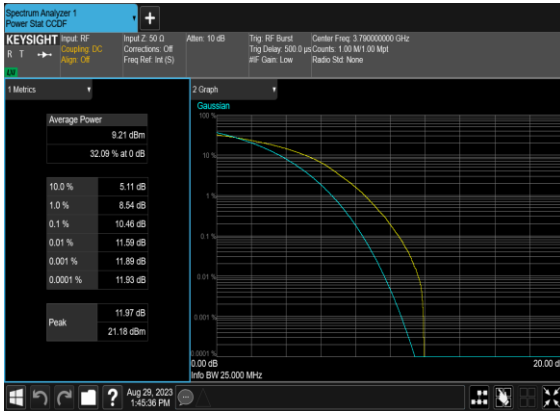 Spectrum Analyzer 1
Power Stat CCDF
+
KEYSIGHT
R T
LV
Input: RF
Coupling: DC
Align: Off
Input Z: 50 Ω
Corrections: Off
Freq Ref: Int (S)
Atten: 10 dB
Trig: RF Burst
Trig Delay: 500.0 µs
#IF Gain: Low
Center Freq: 3.790000000 GHz
Counts: 1.00 M/1.00 Mpt
Radio Std: None
1 Metrics
Average Power
9.21 dBm
32.09 % at 0 dB
10.0 % 5.11 dB
1.0 % 8.54 dB
0.1 % 10.46 dB
0.01 % 11.59 dB
0.001 % 11.89 dB
0.0001 % 11.93 dB
Peak
11.97 dB
21.18 dBm
2 Graph
Gaussian
100 %
10 %
1 %
0.1 %
0.01 %
0.001 %
0.0001 %
0.00 dB
20.00 dB
Info BW 25.000 MHz
?
Aug 29, 2023
1:45:36 PM